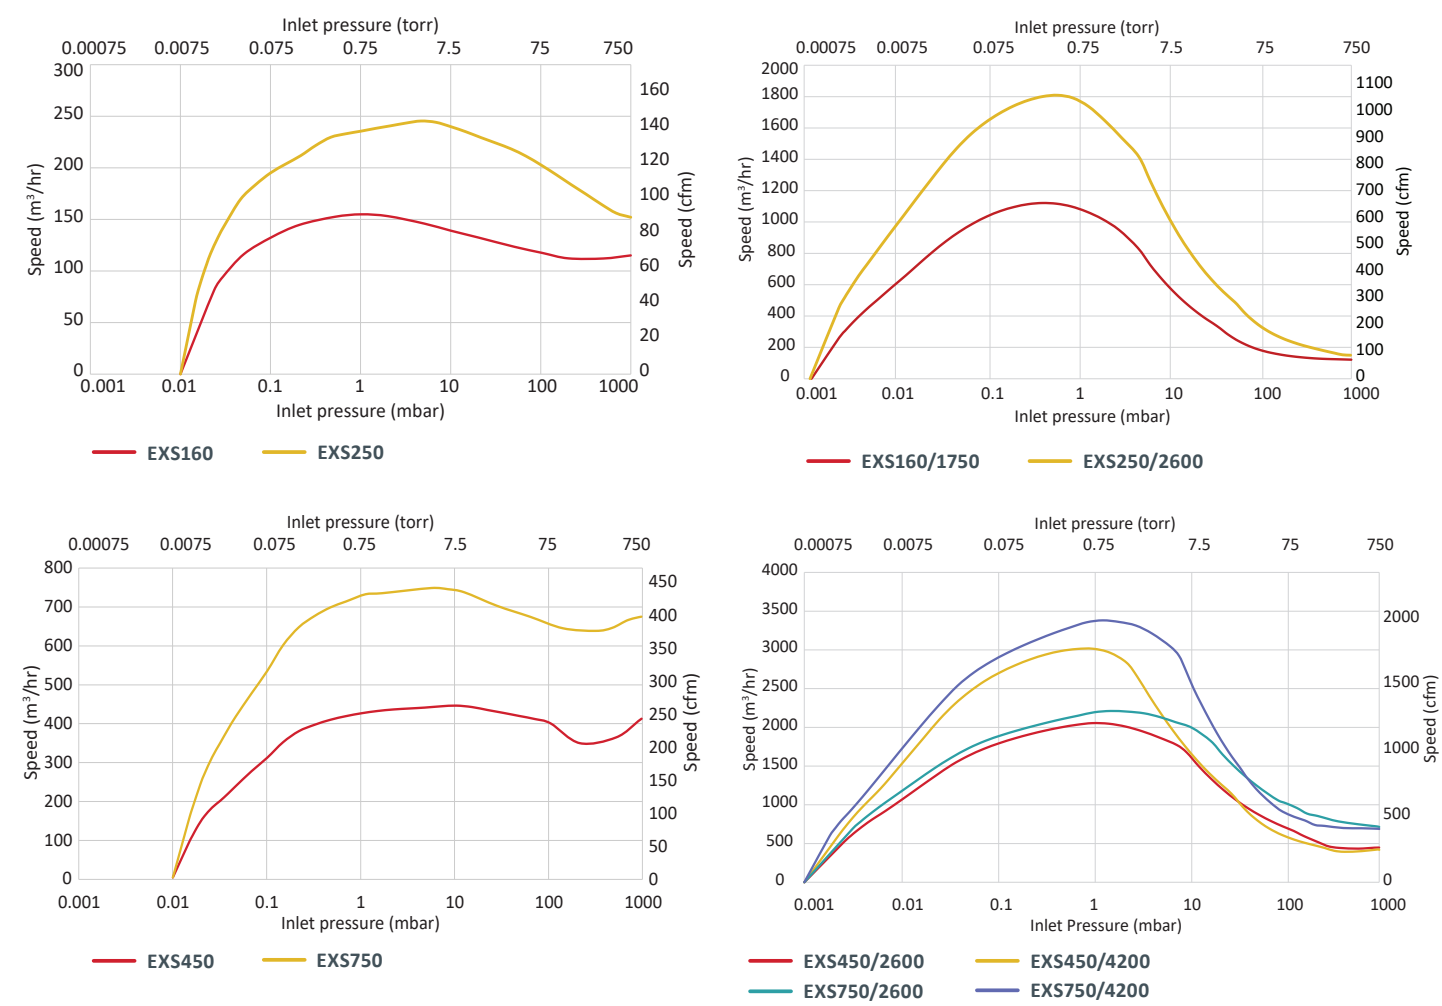 Inlet pressure (torr)
0.00075 0.0075 0.075 0.75 7.5 75 750
Speed (m³/hr)
300
250
200
150
100
50
0
160
140
120
100
80
60
40
20
0
Speed (cfm)
0.001 0.01 0.1 1 10 100 1000
Inlet pressure (mbar)
EXS160 EXS250
Inlet pressure (torr)
0.00075 0.0075 0.075 0.75 7.5 75 750
Speed (m³/hr)
2000
1800
1600
1400
1200
1000
800
600
400
200
0
1100
1000
900
800
700
600
500
400
300
200
100
0
Speed (cfm)
0.001 0.01 0.1 1 10 100 1000
Inlet pressure (mbar)
EXS160/1750 EXS250/2600
Inlet pressure (torr)
0.00075 0.0075 0.075 0.75 7.5 75 750
Speed (m³/hr)
800
700
600
500
400
300
200
100
0
450
400
350
300
250
200
150
100
50
0
Speed (cfm)
0.001 0.01 0.1 1 10 100 1000
Inlet pressure (mbar)
EXS450 EXS750
Inlet pressure (torr)
0.00075 0.0075 0.075 0.75 7.5 75 750
Speed (m³/hr)
4000
3500
3000
2500
2000
1500
1000
500
0
2000
1500
1000
500
0
Speed (cfm)
0.001 0.01 0.1 1 10 100 1000
Inlet Pressure (mbar)
EXS450/2600 EXS450/4200
EXS750/2600 EXS750/4200